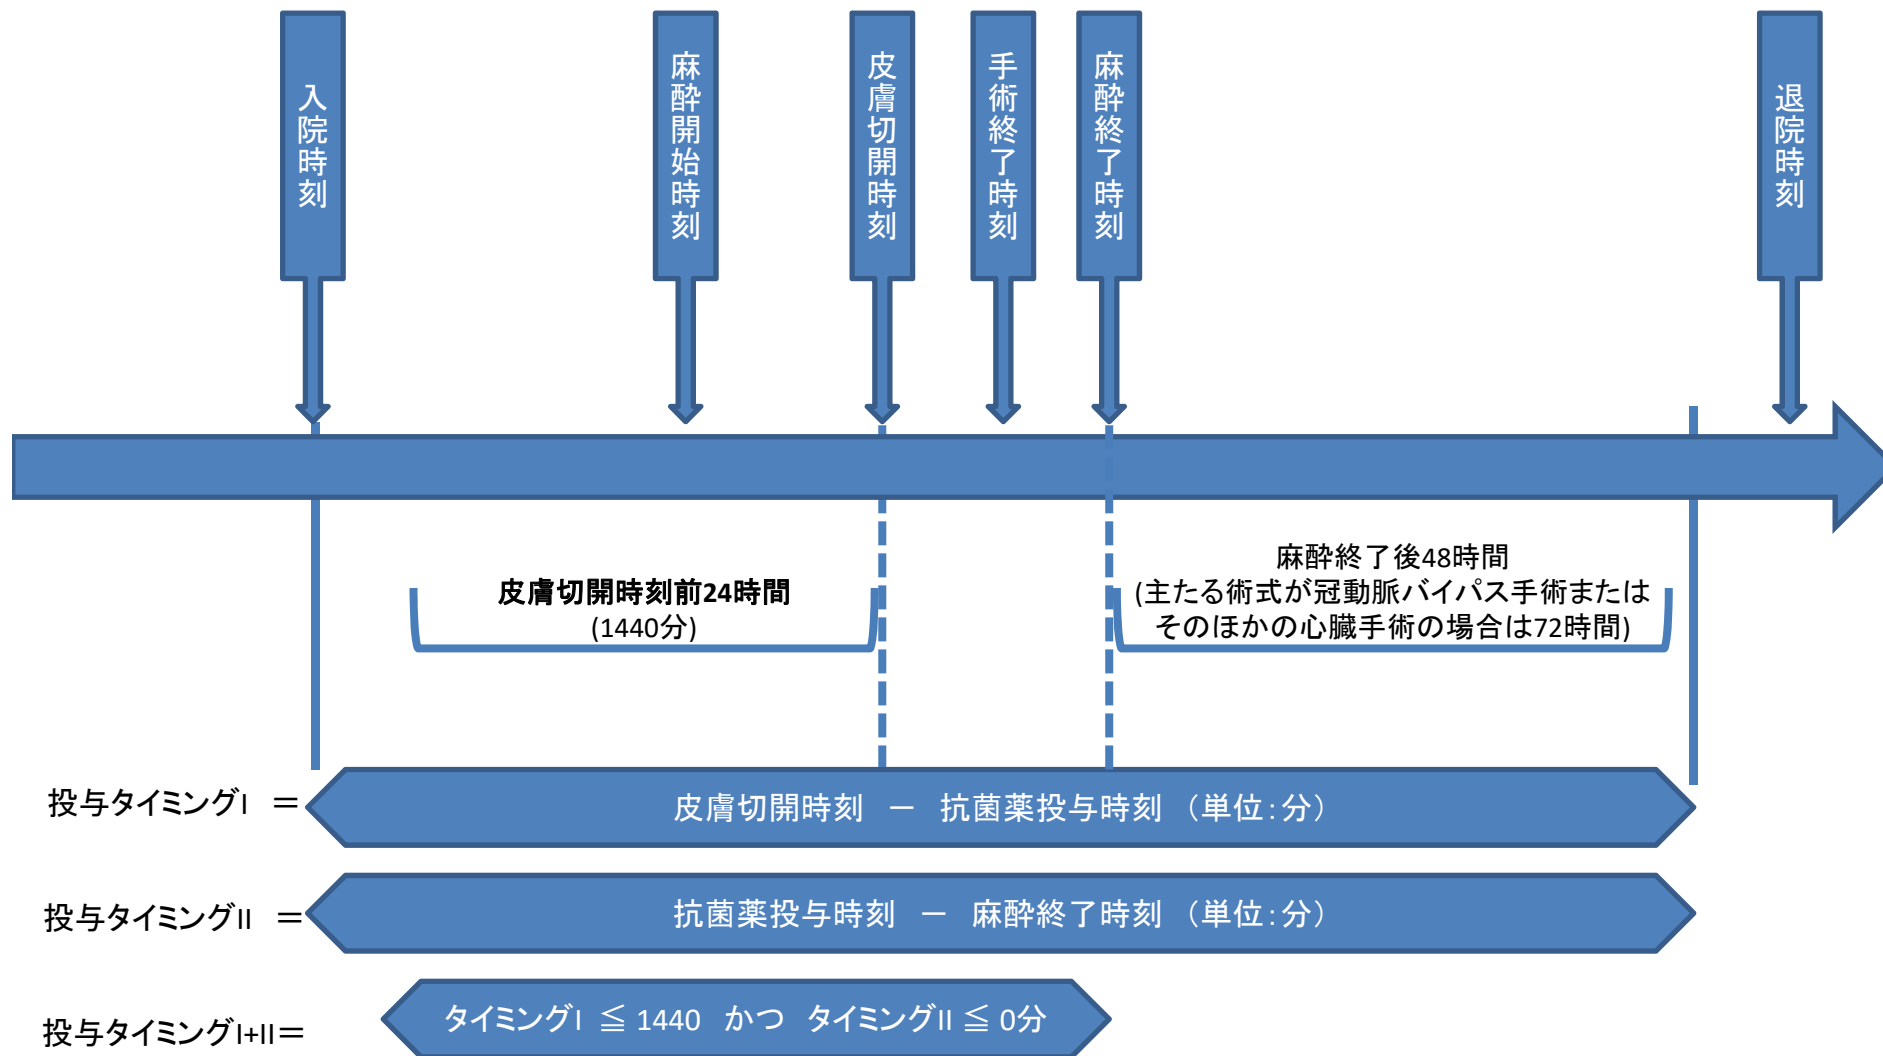 入院時刻
麻酔開始時刻
皮膚切開時刻
手術終了時刻
麻酔終了時刻
退院時刻
皮膚切開時刻前24時間
(1440分)
麻酔終了後48時間
(主たる術式が冠動脈バイパス手術または
そのほかの心臓手術の場合は72時間)
投与タイミングI =
皮膚切開時刻 － 抗菌薬投与時刻 （単位：分）
投与タイミングII =
抗菌薬投与時刻 － 麻酔終了時刻 （単位：分）
投与タイミングI+II=
タイミングI ≦ 1440 かつ タイミングII ≦ 0分